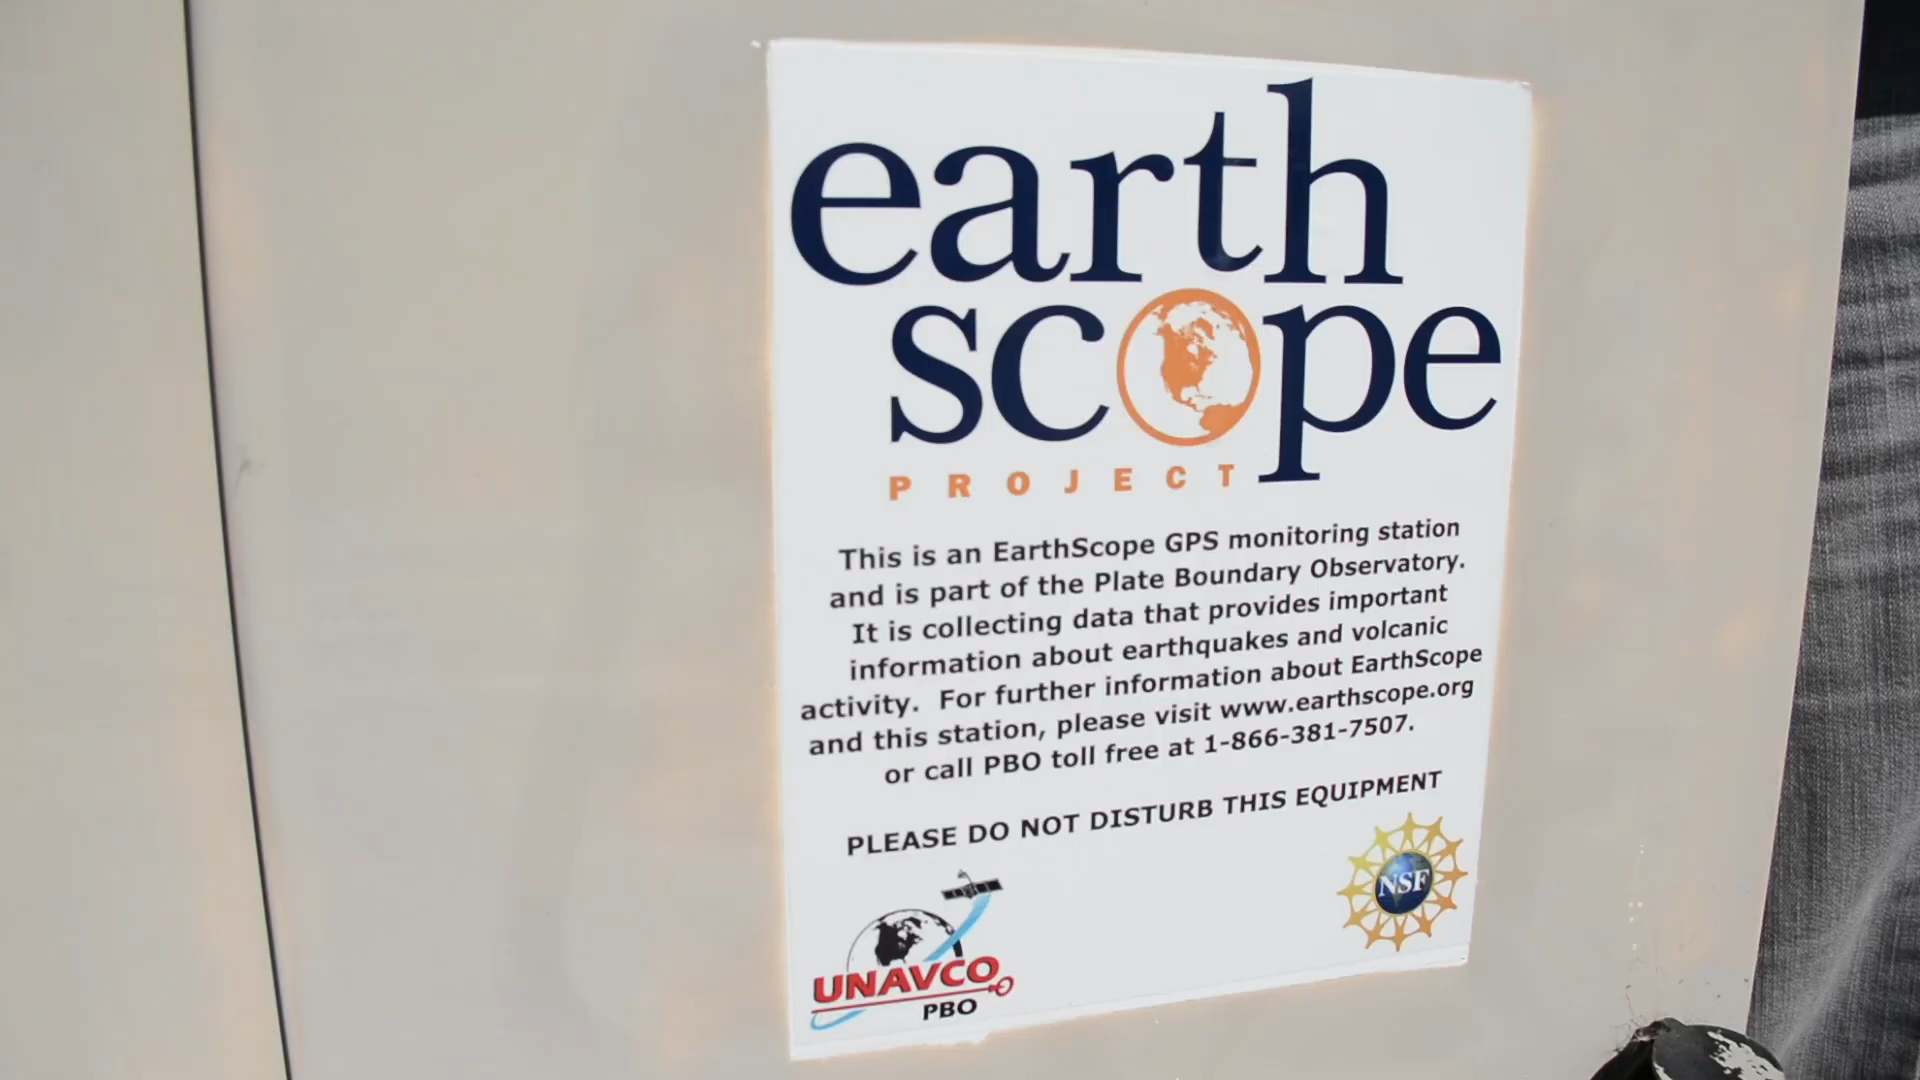 earth
scope
PROJECT
This is an EarthScope GPS monitoring station
and is part of the Plate Boundary Observatory.
It is collecting data that provides important
information about earthquakes and volcanic
activity. For further information about EarthScope
and this station, please visit www.earthscope.org
or call PBO toll free at 1-866-381-7507.
PLEASE DO NOT DISTURB THIS EQUIPMENT
NSF
UNAVCO
PBO